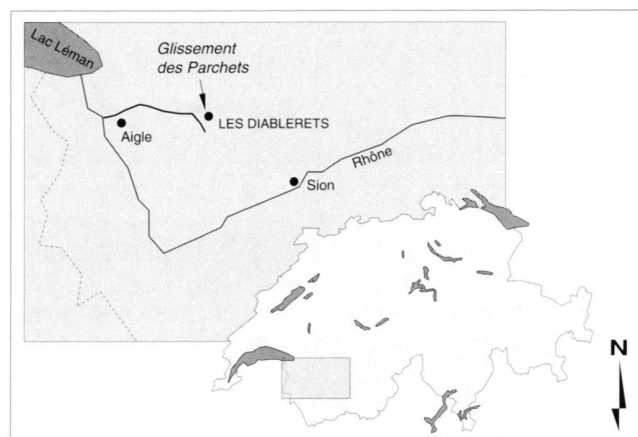 Lac Léman
Glissement
des Parchets
LES DIABLERETS
Aigle
Rhône
Sion
N